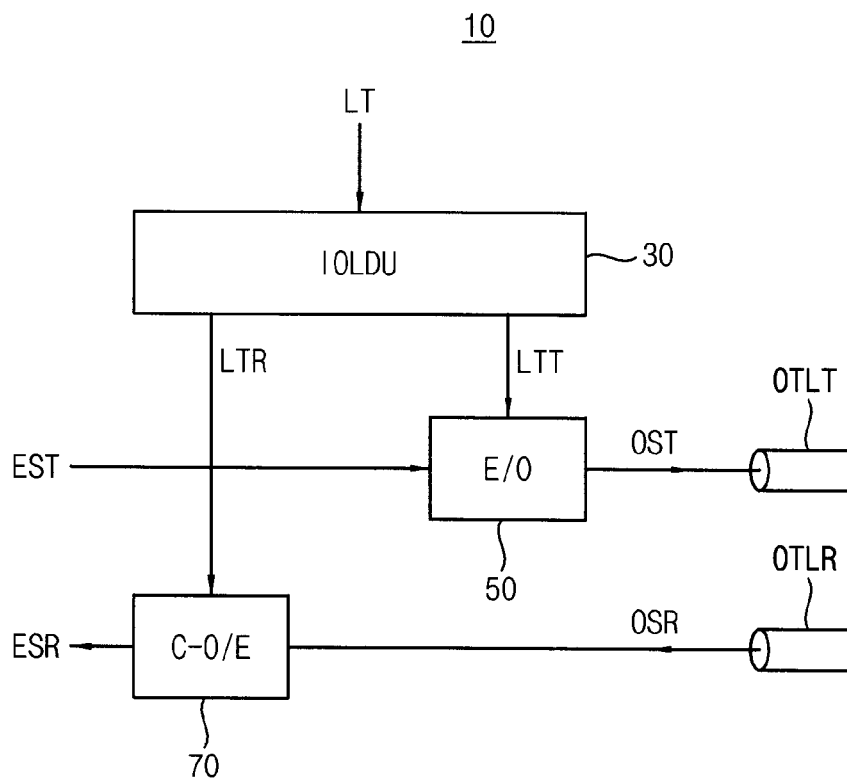 10
LT
IOLDU
30
LTR
LTT
OTLT
EST
E/O
OST
50
OTLR
ESR
C-O/E
OSR
70